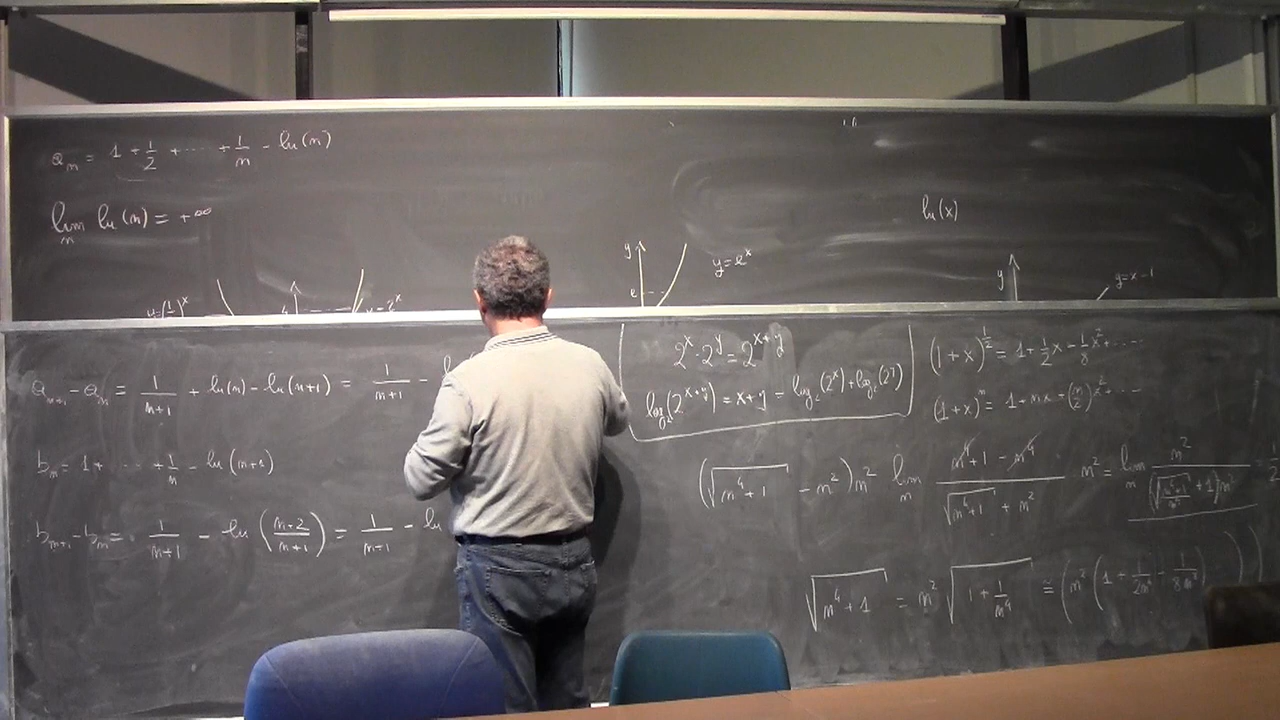 a_n = 1 + 1/2 + ... + 1/n - ln(n)
lim_n ln(n) = +∞
ln(x)
y = (1/2)^x
y = 2^x
y
e
y = e^x
y
y = x - 1
a_{n+1} - a_n = 1/(n+1) + ln(n) - ln(n+1) = 1/(n+1) -
b_n = 1 + ... + 1/n - ln(n+1)
b_{n+1} - b_n = 1/(n+1) - ln((n+2)/(n+1)) = 1/(n+1) - ln
2^x · 2^y = 2^{x+y}
log_2(2^{x+y}) = x+y = log_2(2^x) + log_2(2^y)
(1+x)^{1/2} = 1 + 1/2 x - 1/8 x^2 + ...
(1+x)^n = 1 + nx + (n/2) x^2 + ...
(√(n^4+1) - n^2) n^2
lim_n (n^4 + 1 - n^4)/(√(n^4+1) + n^2) n^2 = lim_n n^2/((√(n^4+1)/n^2 + 1) n^2) = 1/2
√(n^4+1) = n^2 √(1 + 1/n^4) ≅ (n^2 (1 + 1/2n^4 - 1/8n^8